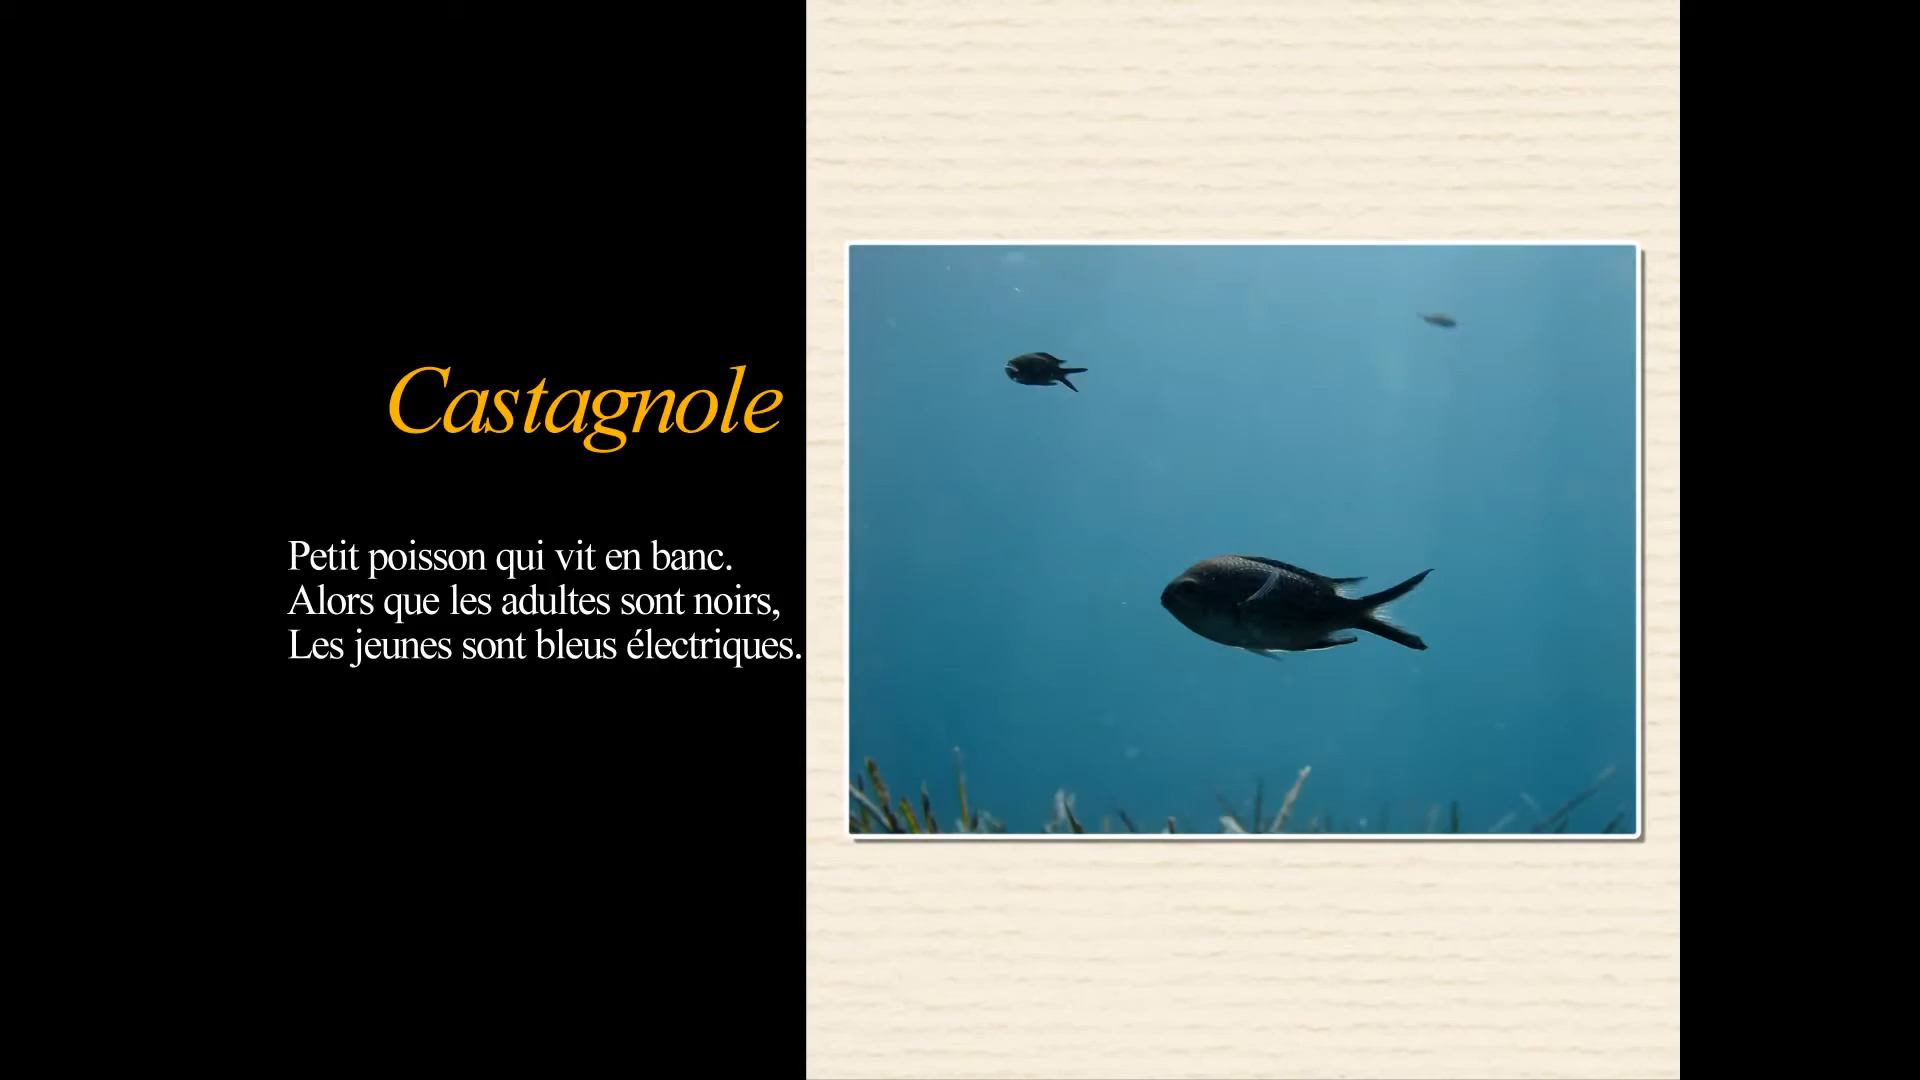 Castagnole
Petit poisson qui vit en banc.
Alors que les adultes sont noirs,
Les jeunes sont bleus électriques.